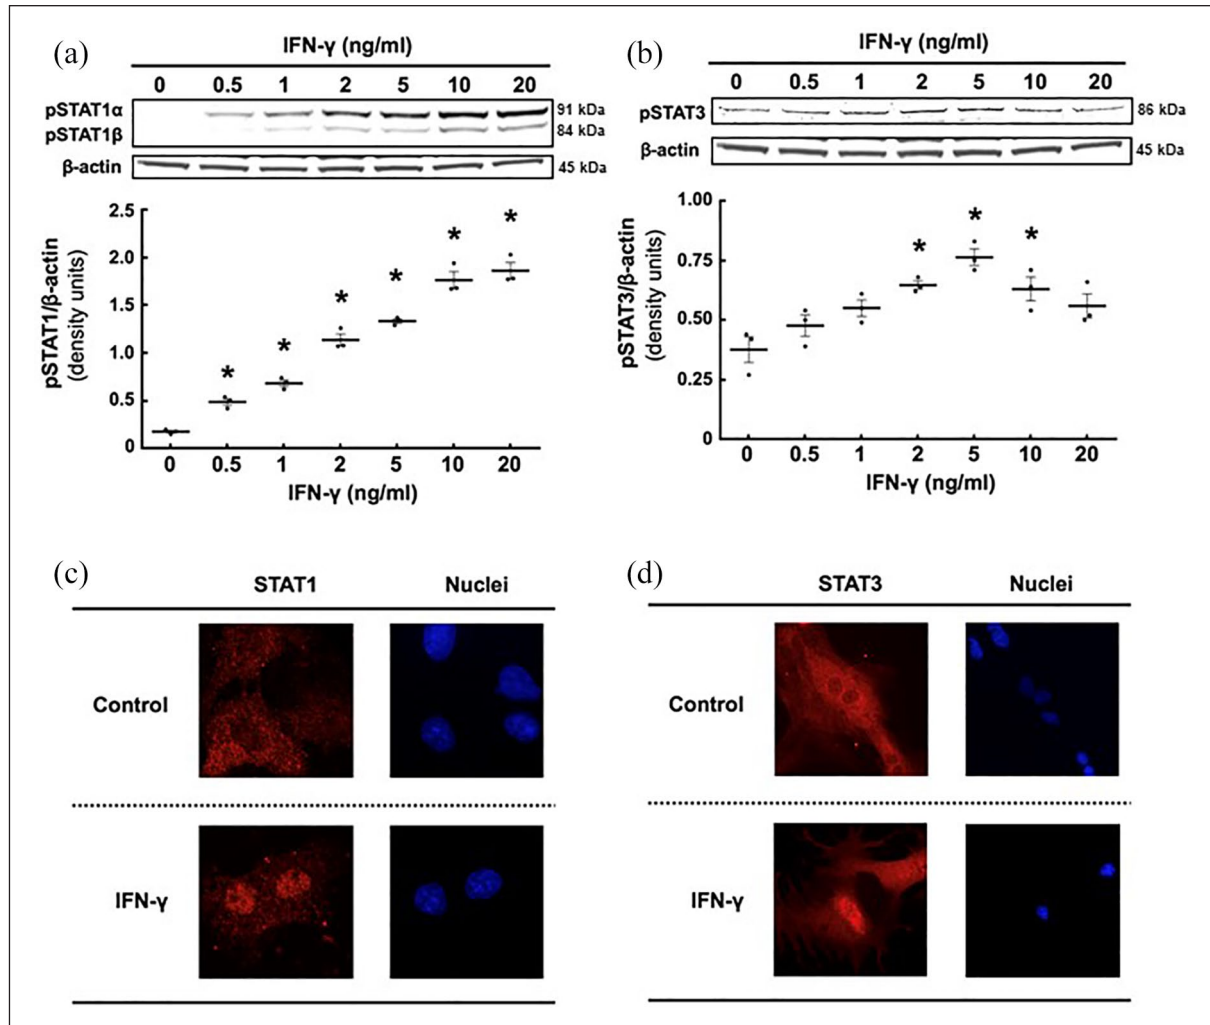 (a)
IFN-γ (ng/ml)
0 0.5 1 2 5 10 20
pSTAT1α 91 kDa
pSTAT1β 84 kDa
β-actin 45 kDa
pSTAT1/β-actin
(density units)
2.5
2.0
1.5
1.0
0.5
0
* * * * * *
0 0.5 1 2 5 10 20
IFN-γ (ng/ml)
(b)
IFN-γ (ng/ml)
0 0.5 1 2 5 10 20
pSTAT3 86 kDa
β-actin 45 kDa
pSTAT3/β-actin
(density units)
1.00
0.75
0.50
0.25
0
* * *
0 0.5 1 2 5 10 20
IFN-γ (ng/ml)
(c)
STAT1 Nuclei
Control
IFN-γ
(d)
STAT3 Nuclei
Control
IFN-γ